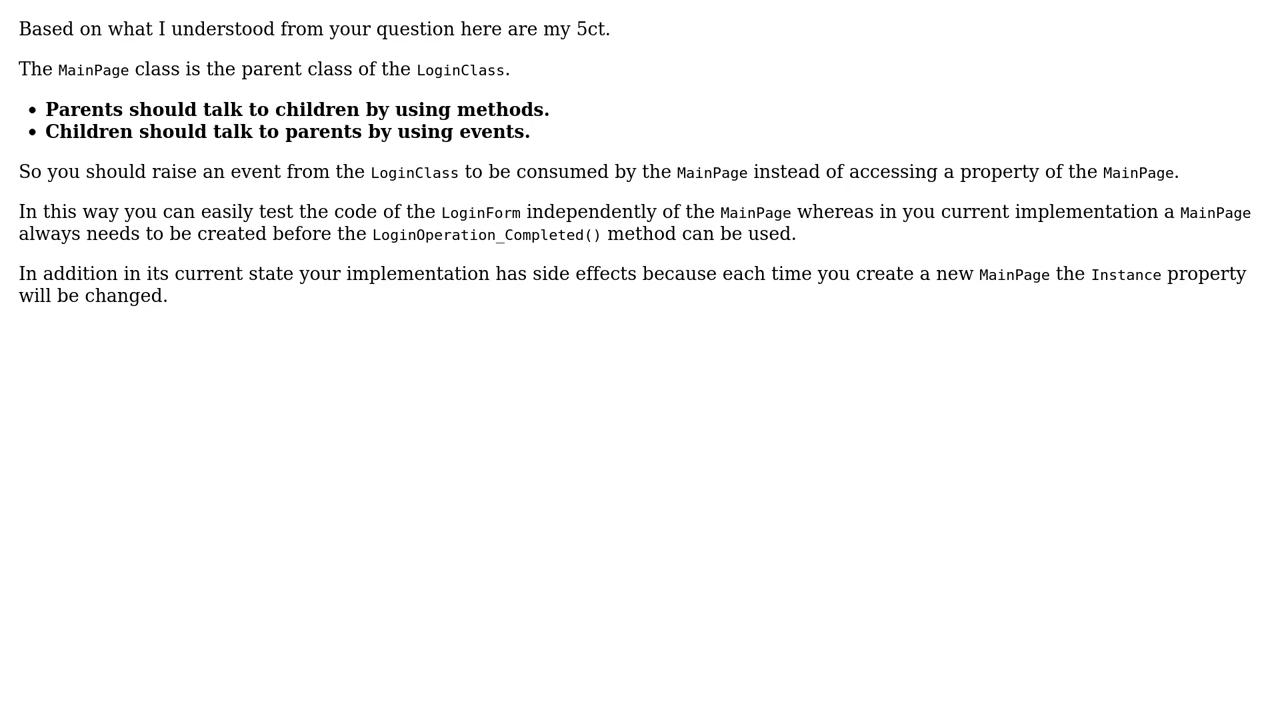 Based on what I understood from your question here are my 5ct.
The MainPage class is the parent class of the LoginClass.
• Parents should talk to children by using methods.
• Children should talk to parents by using events.
So you should raise an event from the LoginClass to be consumed by the MainPage instead of accessing a property of the MainPage.
In this way you can easily test the code of the LoginForm independently of the MainPage whereas in you current implementation a MainPage
always needs to be created before the LoginOperation_Completed() method can be used.
In addition in its current state your implementation has side effects because each time you create a new MainPage the Instance property
will be changed.